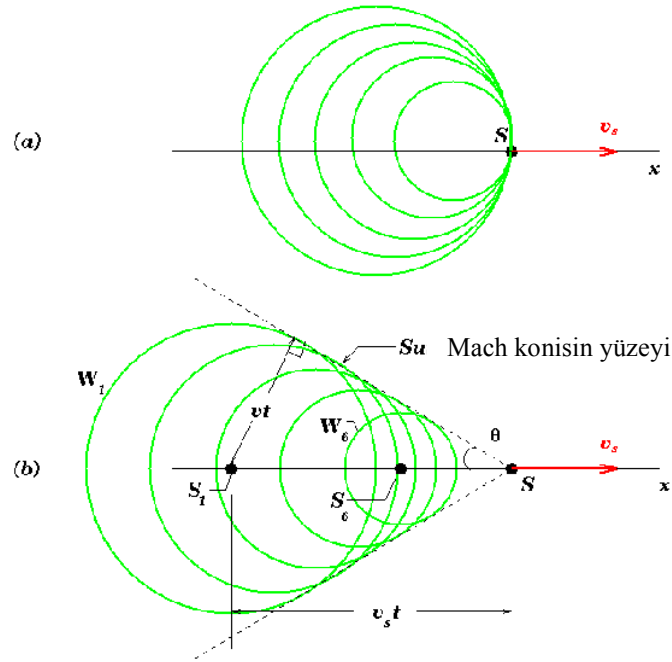 (a)
S
v_s
x
W_1
Su Mach konisin yüzeyi
vt
W_6
θ
v_s
(b)
S_1
S_6
S
x
v_s t